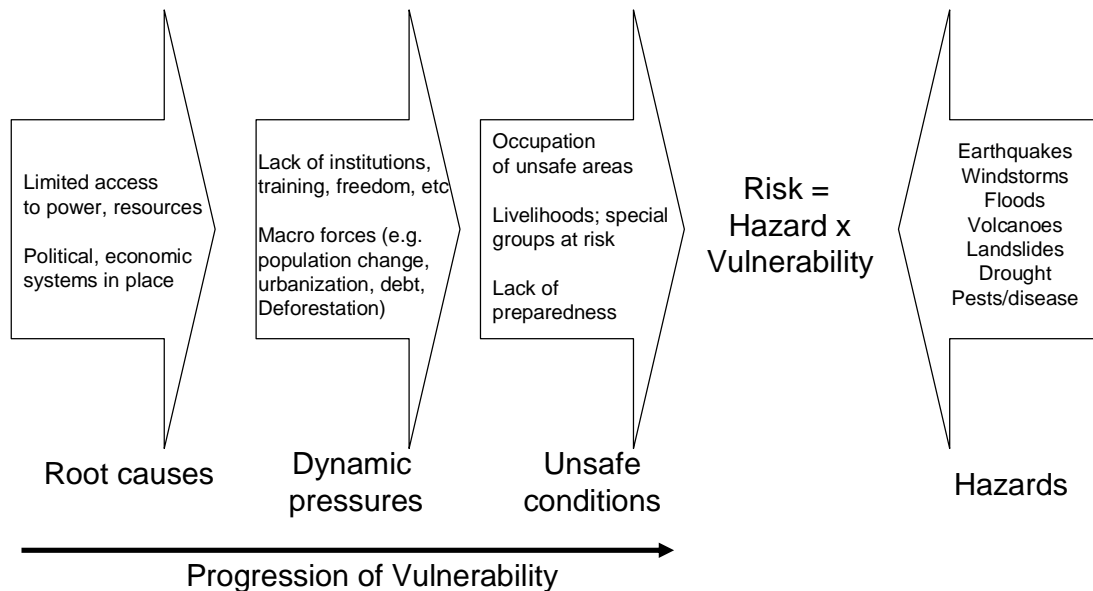 Limited access
to power, resources
Political, economic
systems in place
Root causes
Lack of institutions,
training, freedom, etc
Macro forces (e.g.
population change,
urbanization, debt,
Deforestation)
Dynamic
pressures
Occupation
of unsafe areas
Livelihoods; special
groups at risk
Lack of
preparedness
Unsafe
conditions
Risk =
Hazard x
Vulnerability
Earthquakes
Windstorms
Floods
Volcanoes
Landslides
Drought
Pests/disease
Hazards
Progression of Vulnerability